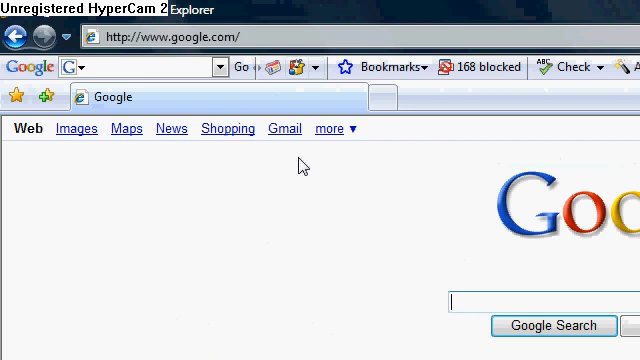 Unregistered HyperCam 2 Explorer
http://www.google.com/
Google G Go Bookmarks 168 blocked ABC Check A
Google
Web Images Maps News Shopping Gmail more
Goo
Google Search